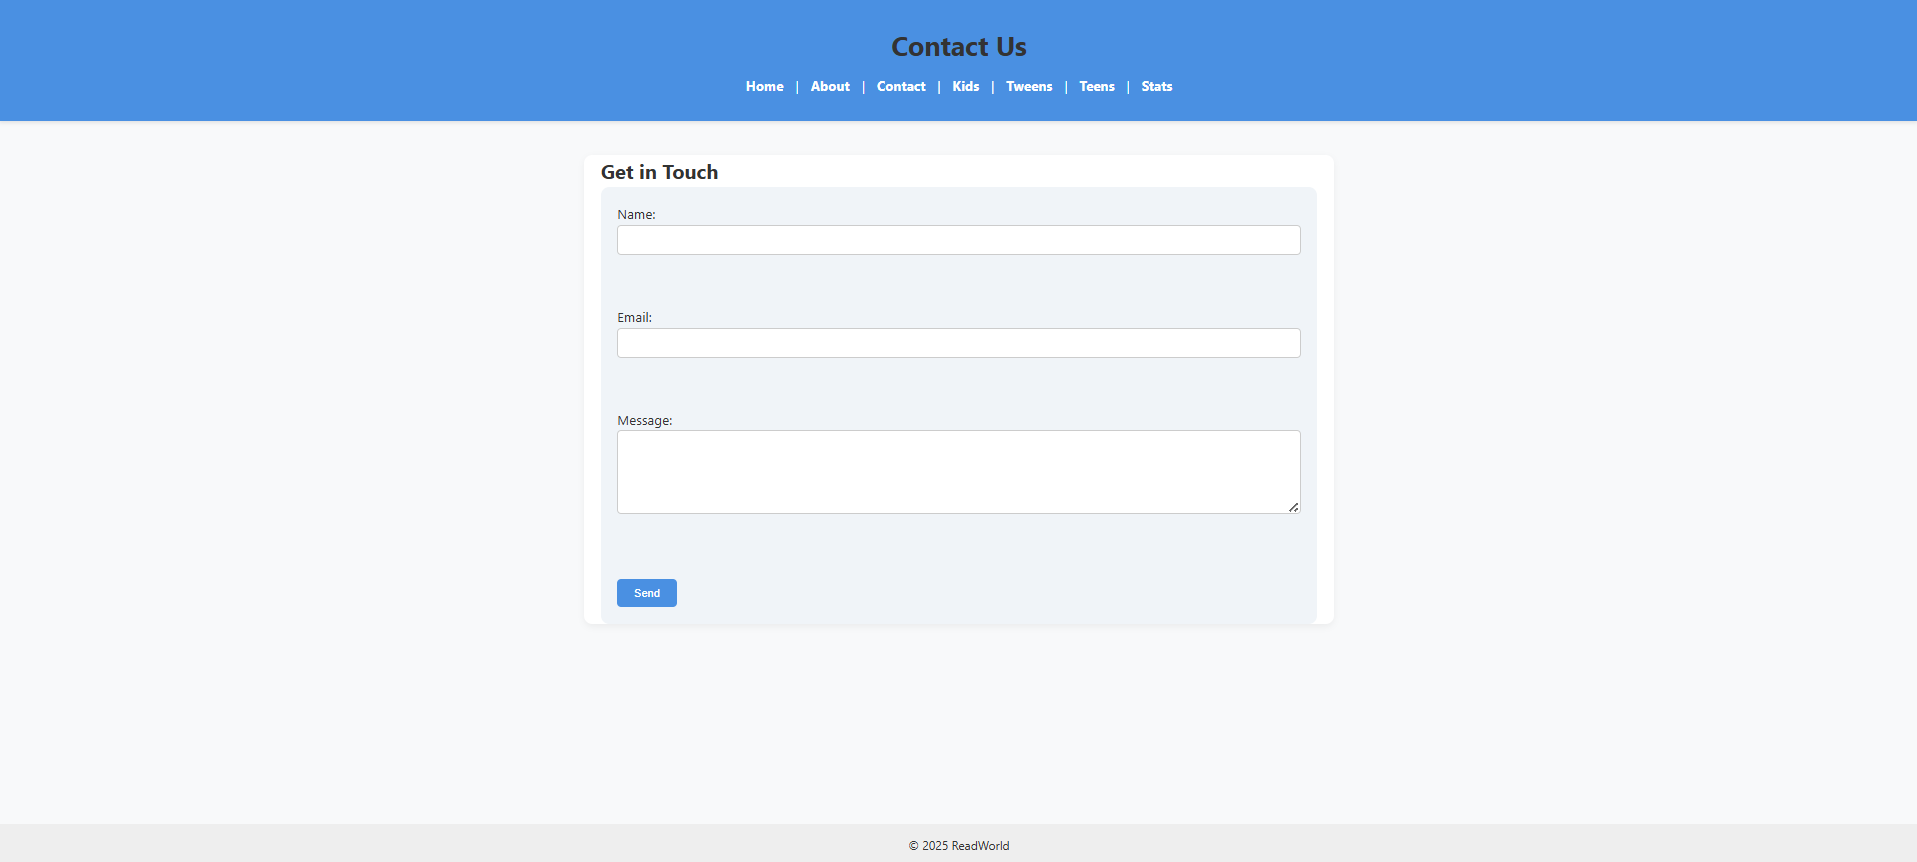 Contact Us
Home | About | Contact | Kids | Tweens | Teens | Stats
Get in Touch
Name:
Email:
Message:
Send
© 2025 ReadWorld